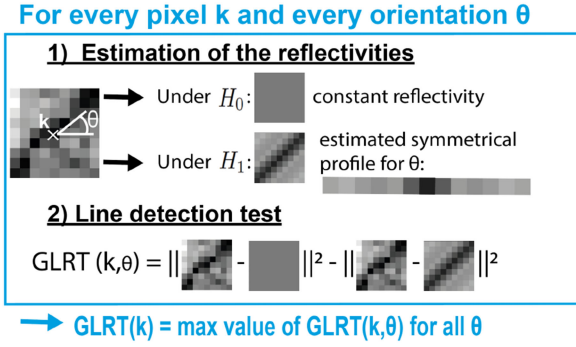 For every pixel k and every orientation θ
1) Estimation of the reflectivities
k θ
Under H₀: constant reflectivity
Under H₁: estimated symmetrical
profile for θ:
2) Line detection test
GLRT (k,θ) = || - ||² - || - ||²
GLRT(k) = max value of GLRT(k,θ) for all θ